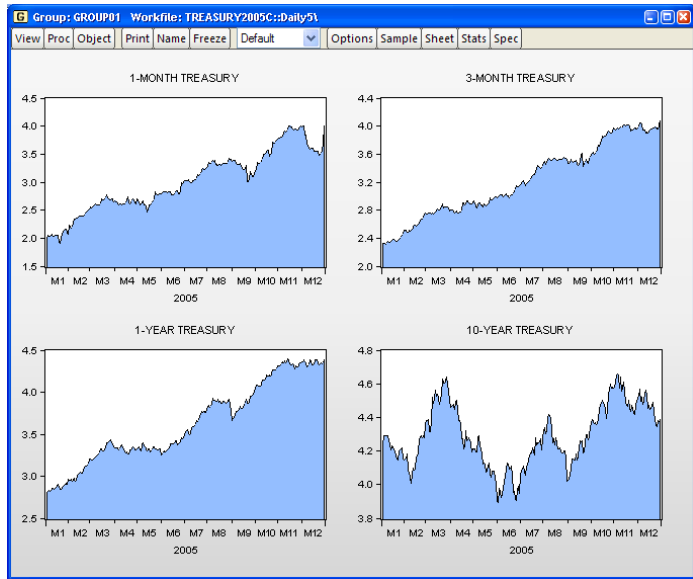 G Group: GROUP01 Workfile: TREASURY2005C::Daily5\
View Proc Object Print Name Freeze Default Options Sample Sheet Stats Spec
1-MONTH TREASURY
4.5
4.0
3.5
3.0
2.5
2.0
1.5
M1 M2 M3 M4 M5 M6 M7 M8 M9 M10 M11 M12
2005
3-MONTH TREASURY
4.4
4.0
3.6
3.2
2.8
2.4
2.0
M1 M2 M3 M4 M5 M6 M7 M8 M9 M10 M11 M12
2005
1-YEAR TREASURY
4.5
4.0
3.5
3.0
2.5
M1 M2 M3 M4 M5 M6 M7 M8 M9 M10 M11 M12
2005
10-YEAR TREASURY
4.8
4.6
4.4
4.2
4.0
3.8
M1 M2 M3 M4 M5 M6 M7 M8 M9 M10 M11 M12
2005